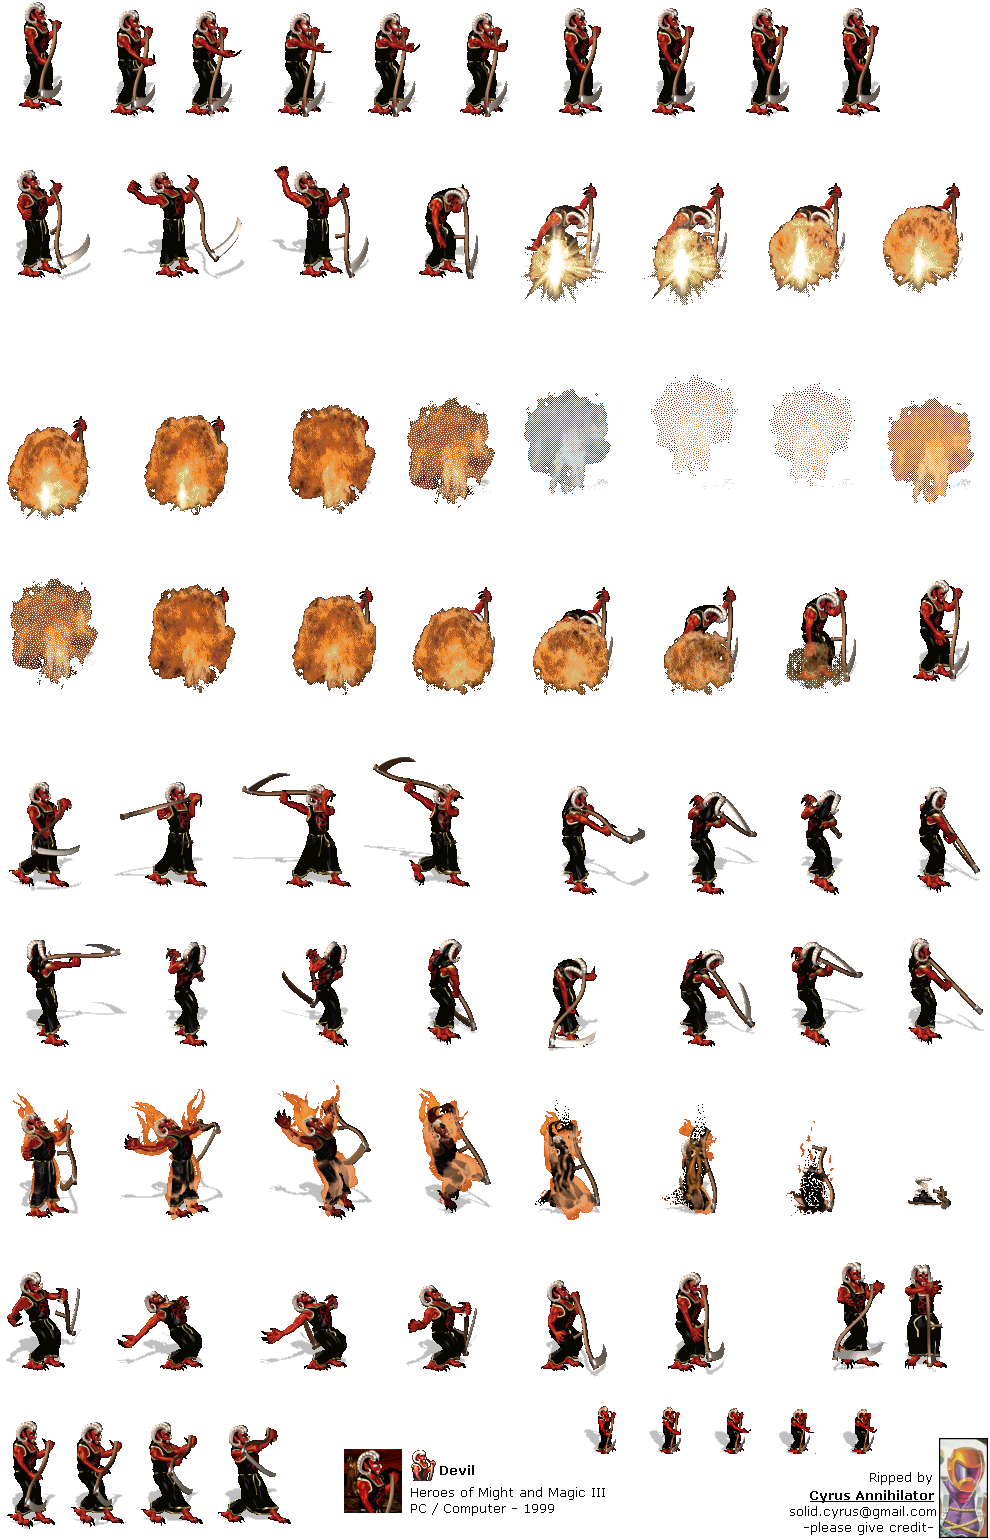 Devil
Heroes of Might and Magic III
PC / Computer - 1999
Ripped by
Cyrus Annihilator
solid.cyrus@gmail.com
-please give credit-